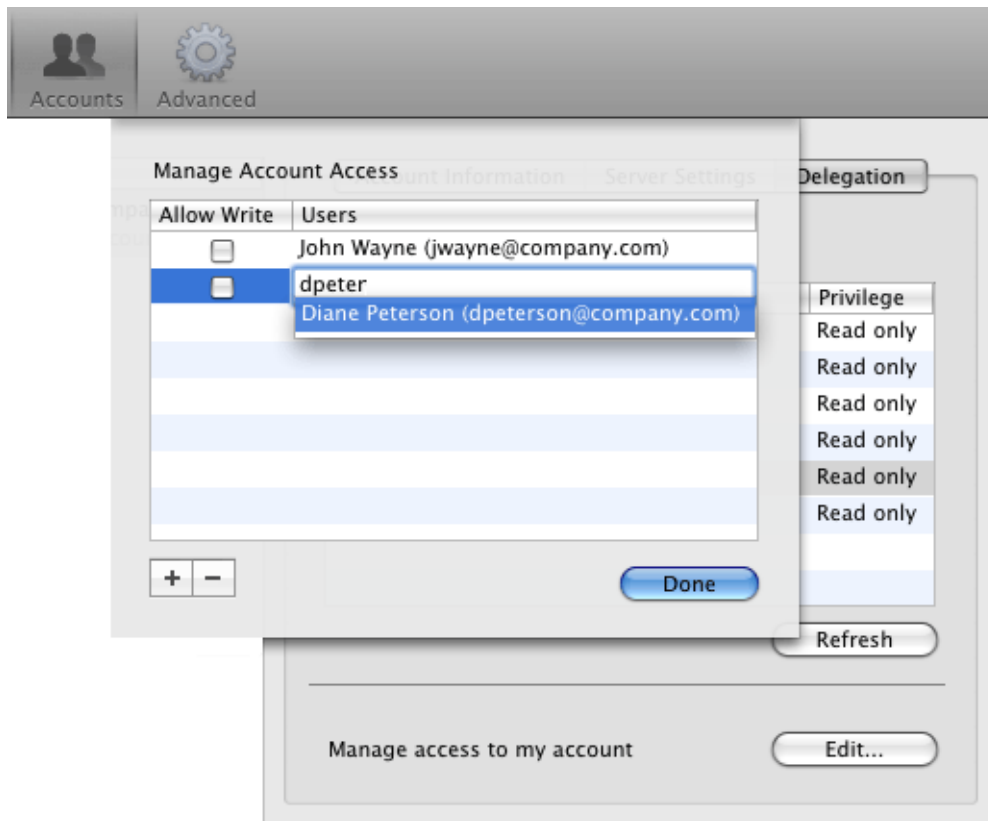 Accounts Advanced
Manage Account Access
Account Information Server Settings Delegation
Allow Write Users
John Wayne (jwayne@company.com)
dpeter
Diane Peterson (dpeterson@company.com)
Privilege
Read only
Read only
Read only
Read only
Read only
Read only
+ −
Done
Refresh
Manage access to my account
Edit...